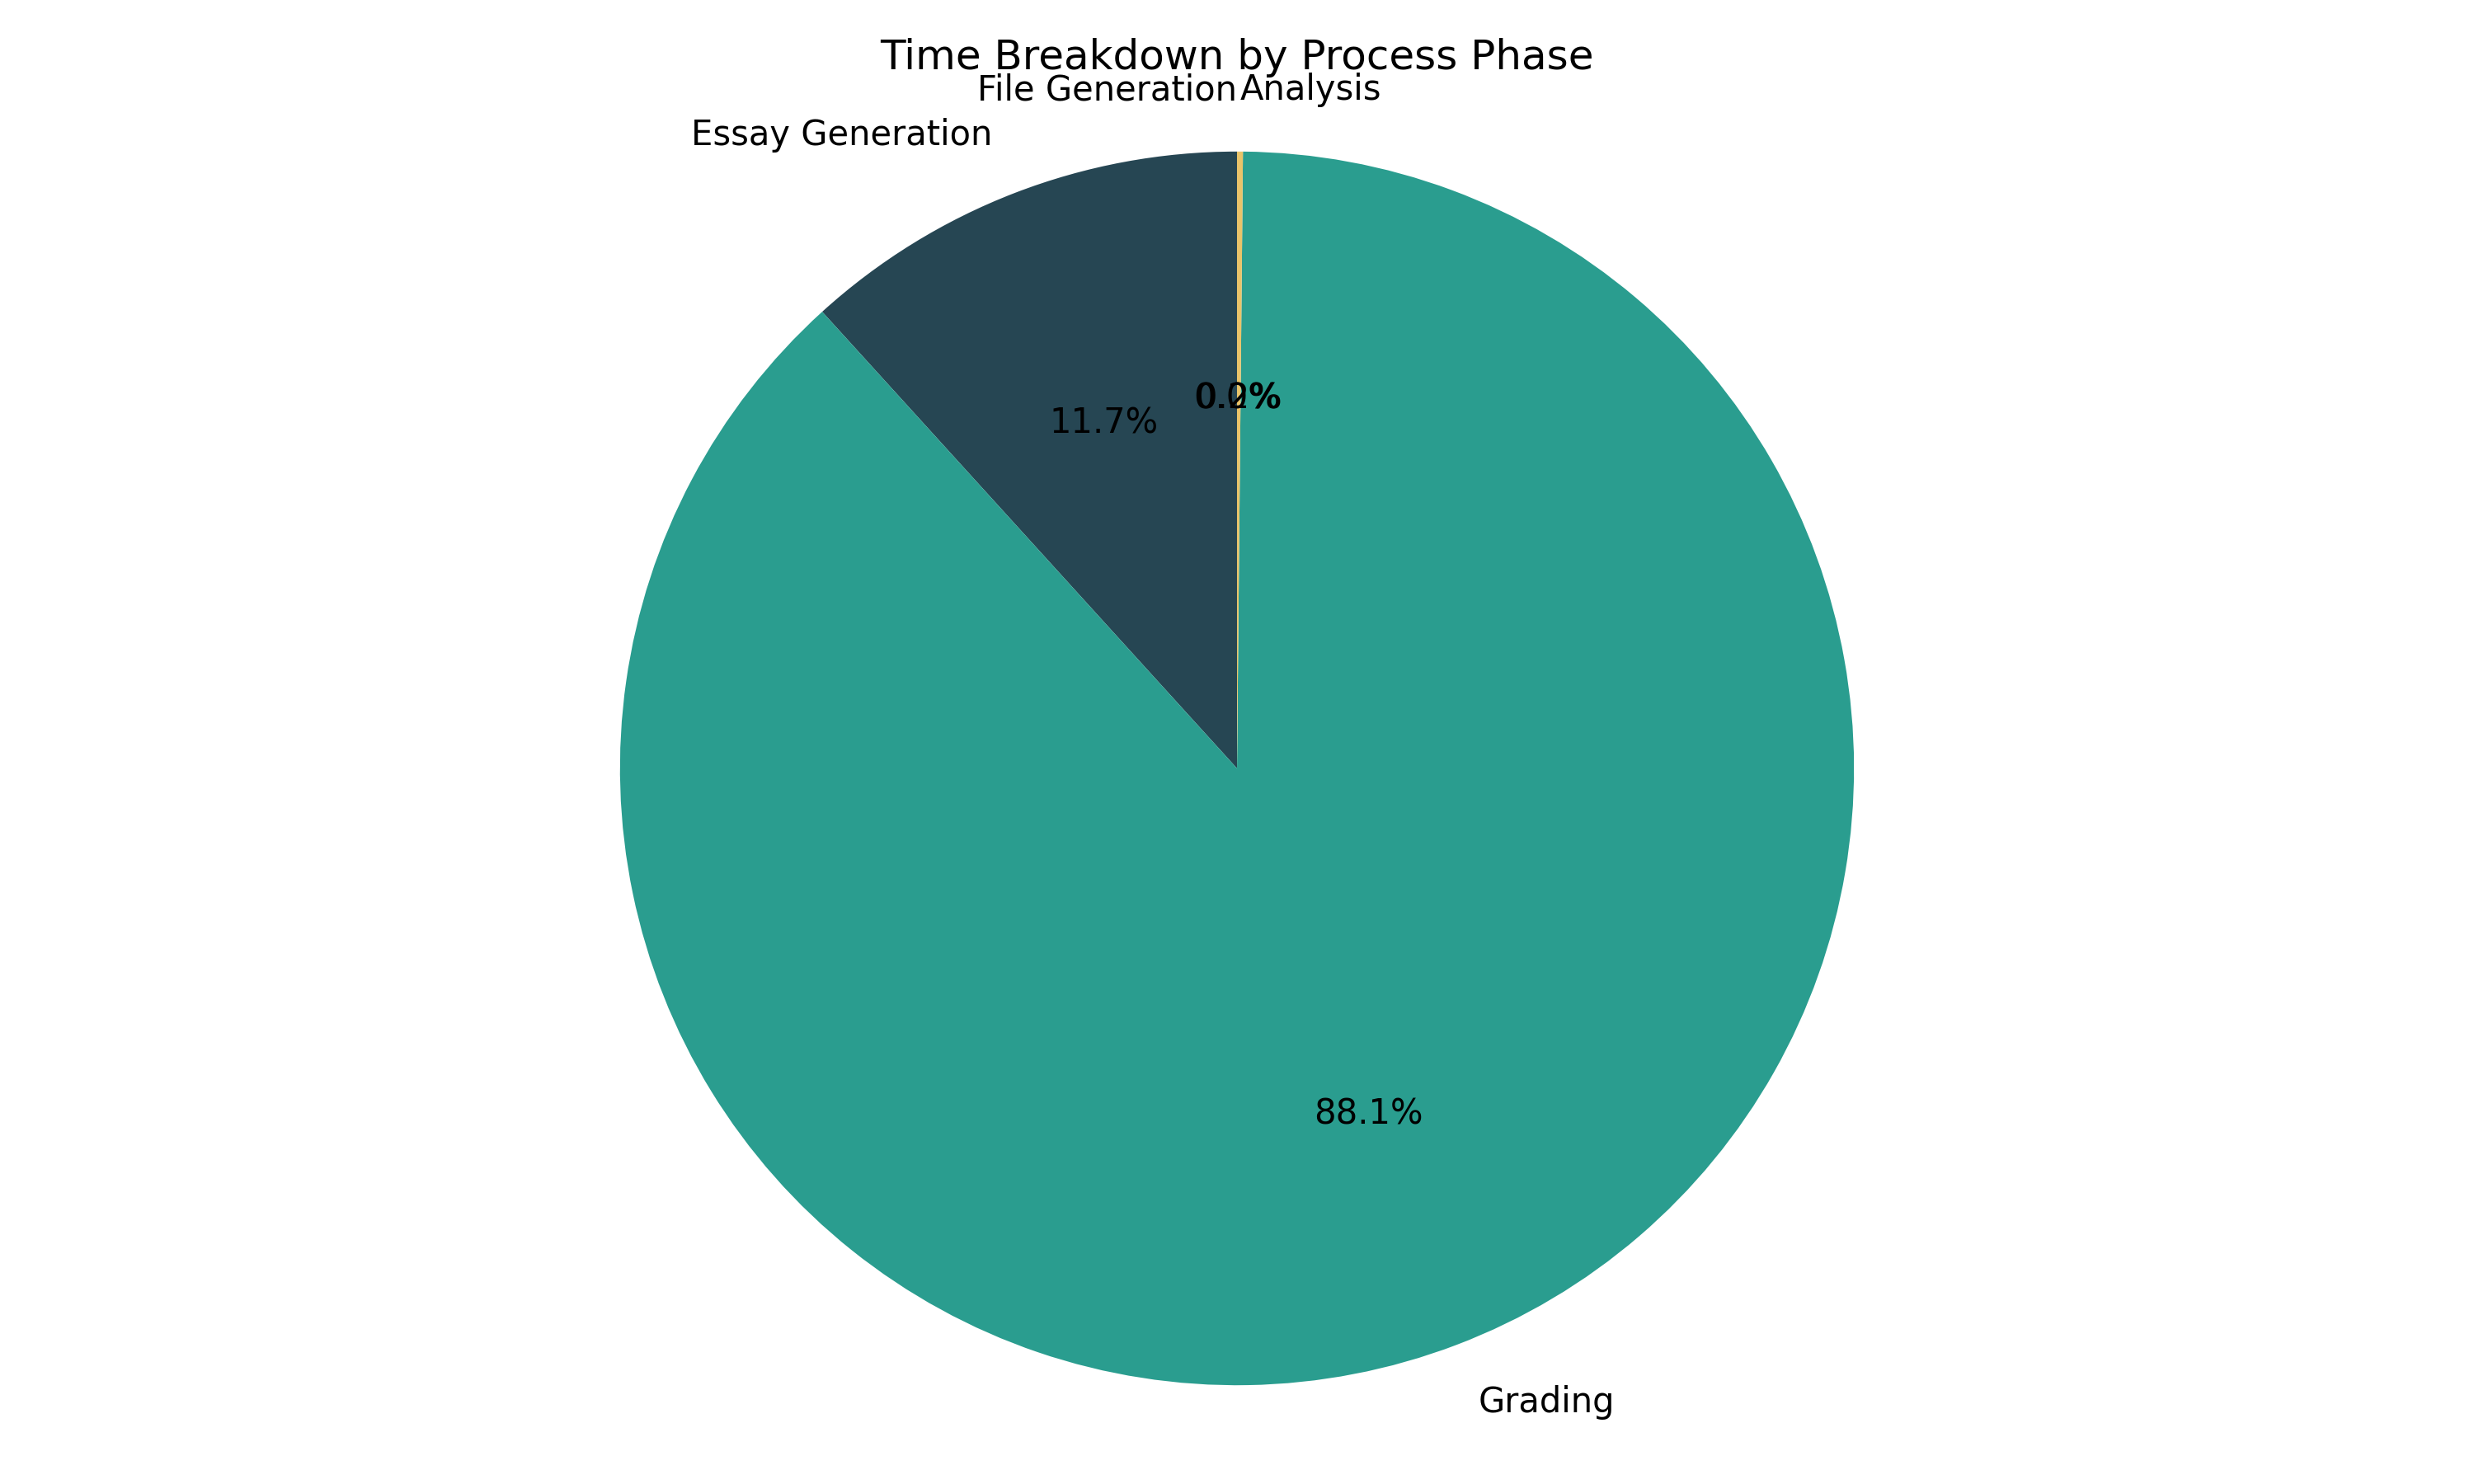 Time Breakdown by Process Phase
File Generation Analysis
Essay Generation
11.7%
88.1%
Grading